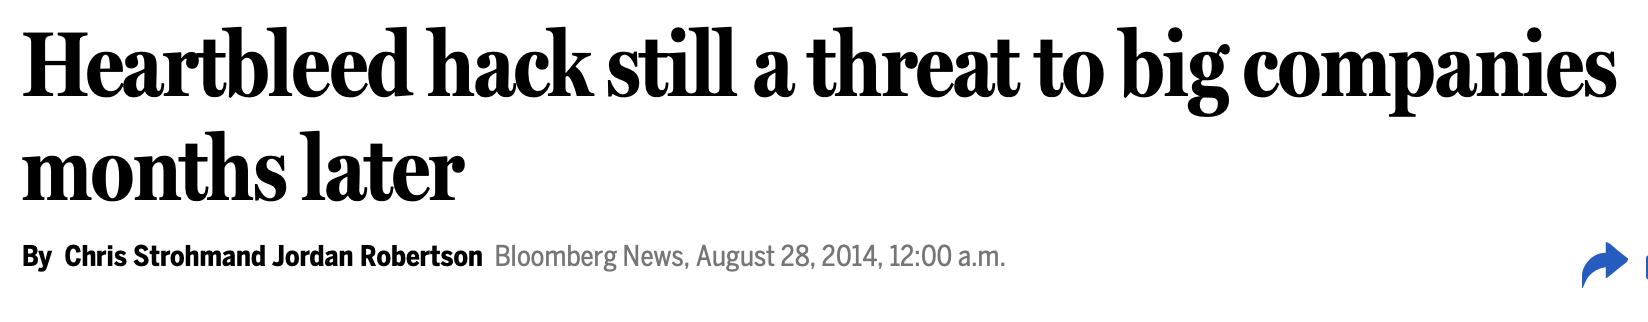 Heartbleed hack still a threat to big companies
months later
By Chris Strohmand Jordan Robertson Bloomberg News, August 28, 2014, 12:00 a.m.